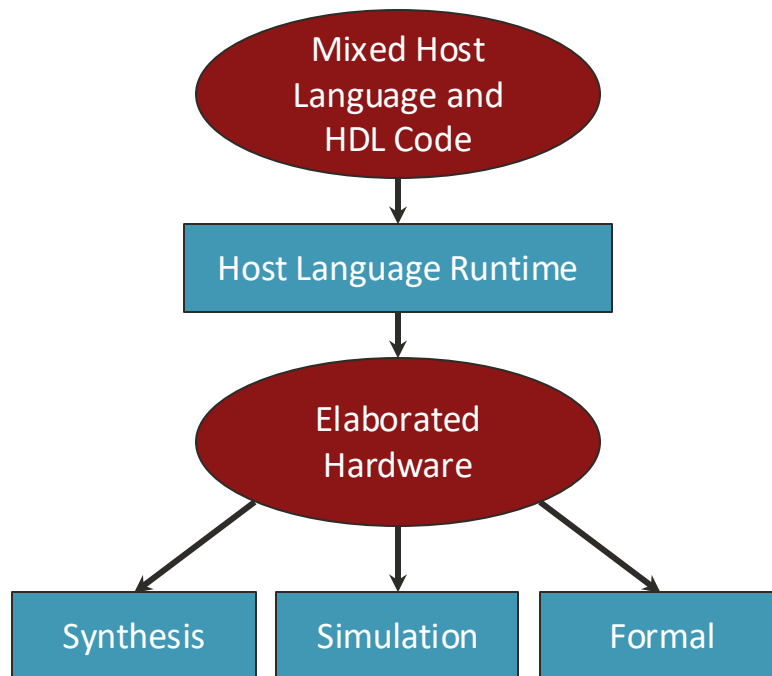 Mixed Host
Language and
HDL Code
Host Language Runtime
Elaborated
Hardware
Synthesis
Simulation
Formal